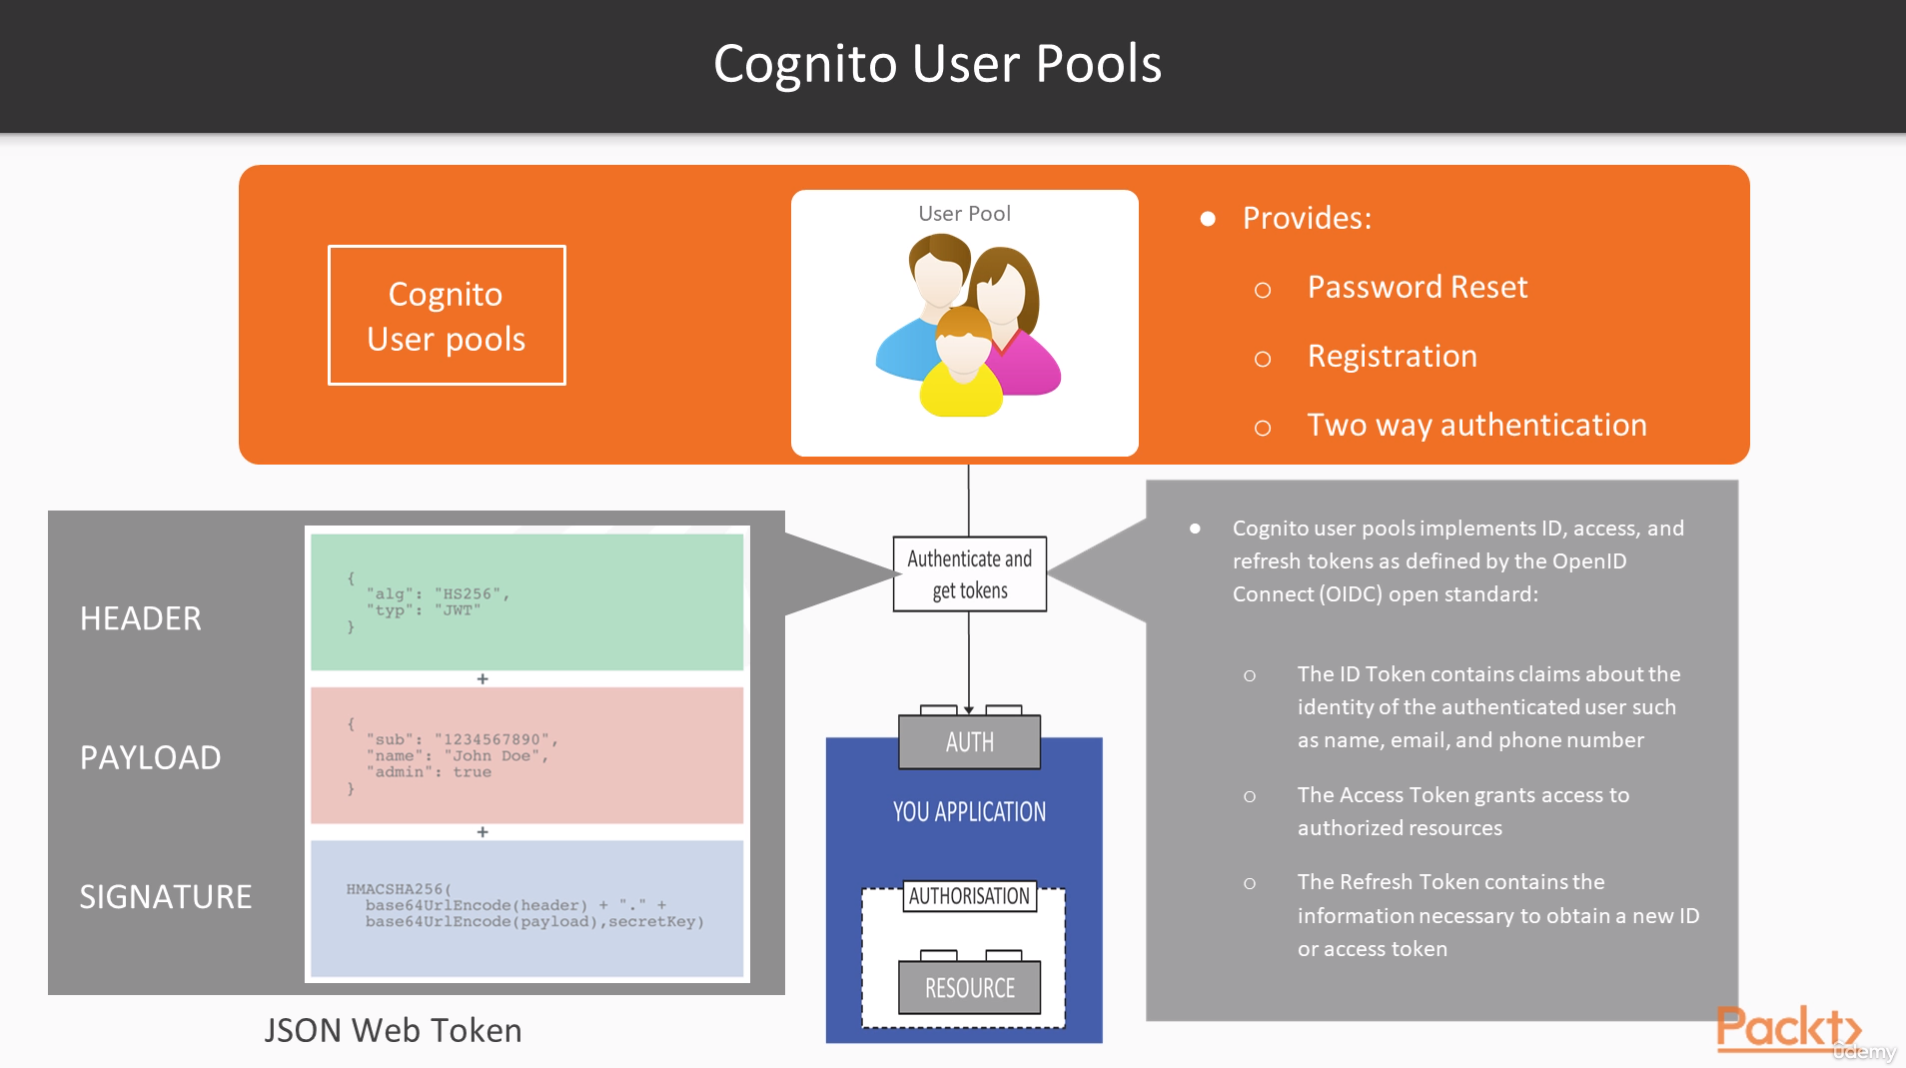 Cognito User Pools
Cognito
User pools
User Pool
● Provides:
○ Password Reset
○ Registration
○ Two way authentication
Authenticate and
get tokens
HEADER
{
"alg": "HS256",
"typ": "JWT"
}
+
PAYLOAD
{
"sub": "1234567890",
"name": "John Doe",
"admin": true
}
+
SIGNATURE
HMACSHA256(
base64UrlEncode(header) + "." +
base64UrlEncode(payload),secretKey)
JSON Web Token
AUTH
YOU APPLICATION
AUTHORISATION
RESOURCE
● Cognito user pools implements ID, access, and
refresh tokens as defined by the OpenID
Connect (OIDC) open standard:
○ The ID Token contains claims about the
identity of the authenticated user such
as name, email, and phone number
○ The Access Token grants access to
authorized resources
○ The Refresh Token contains the
information necessary to obtain a new ID
or access token
Packt>
ûdemy